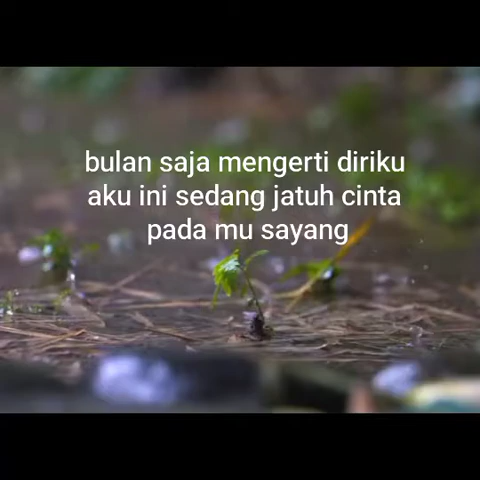 bulan saja mengerti diriku
aku ini sedang jatuh cinta
pada mu sayang